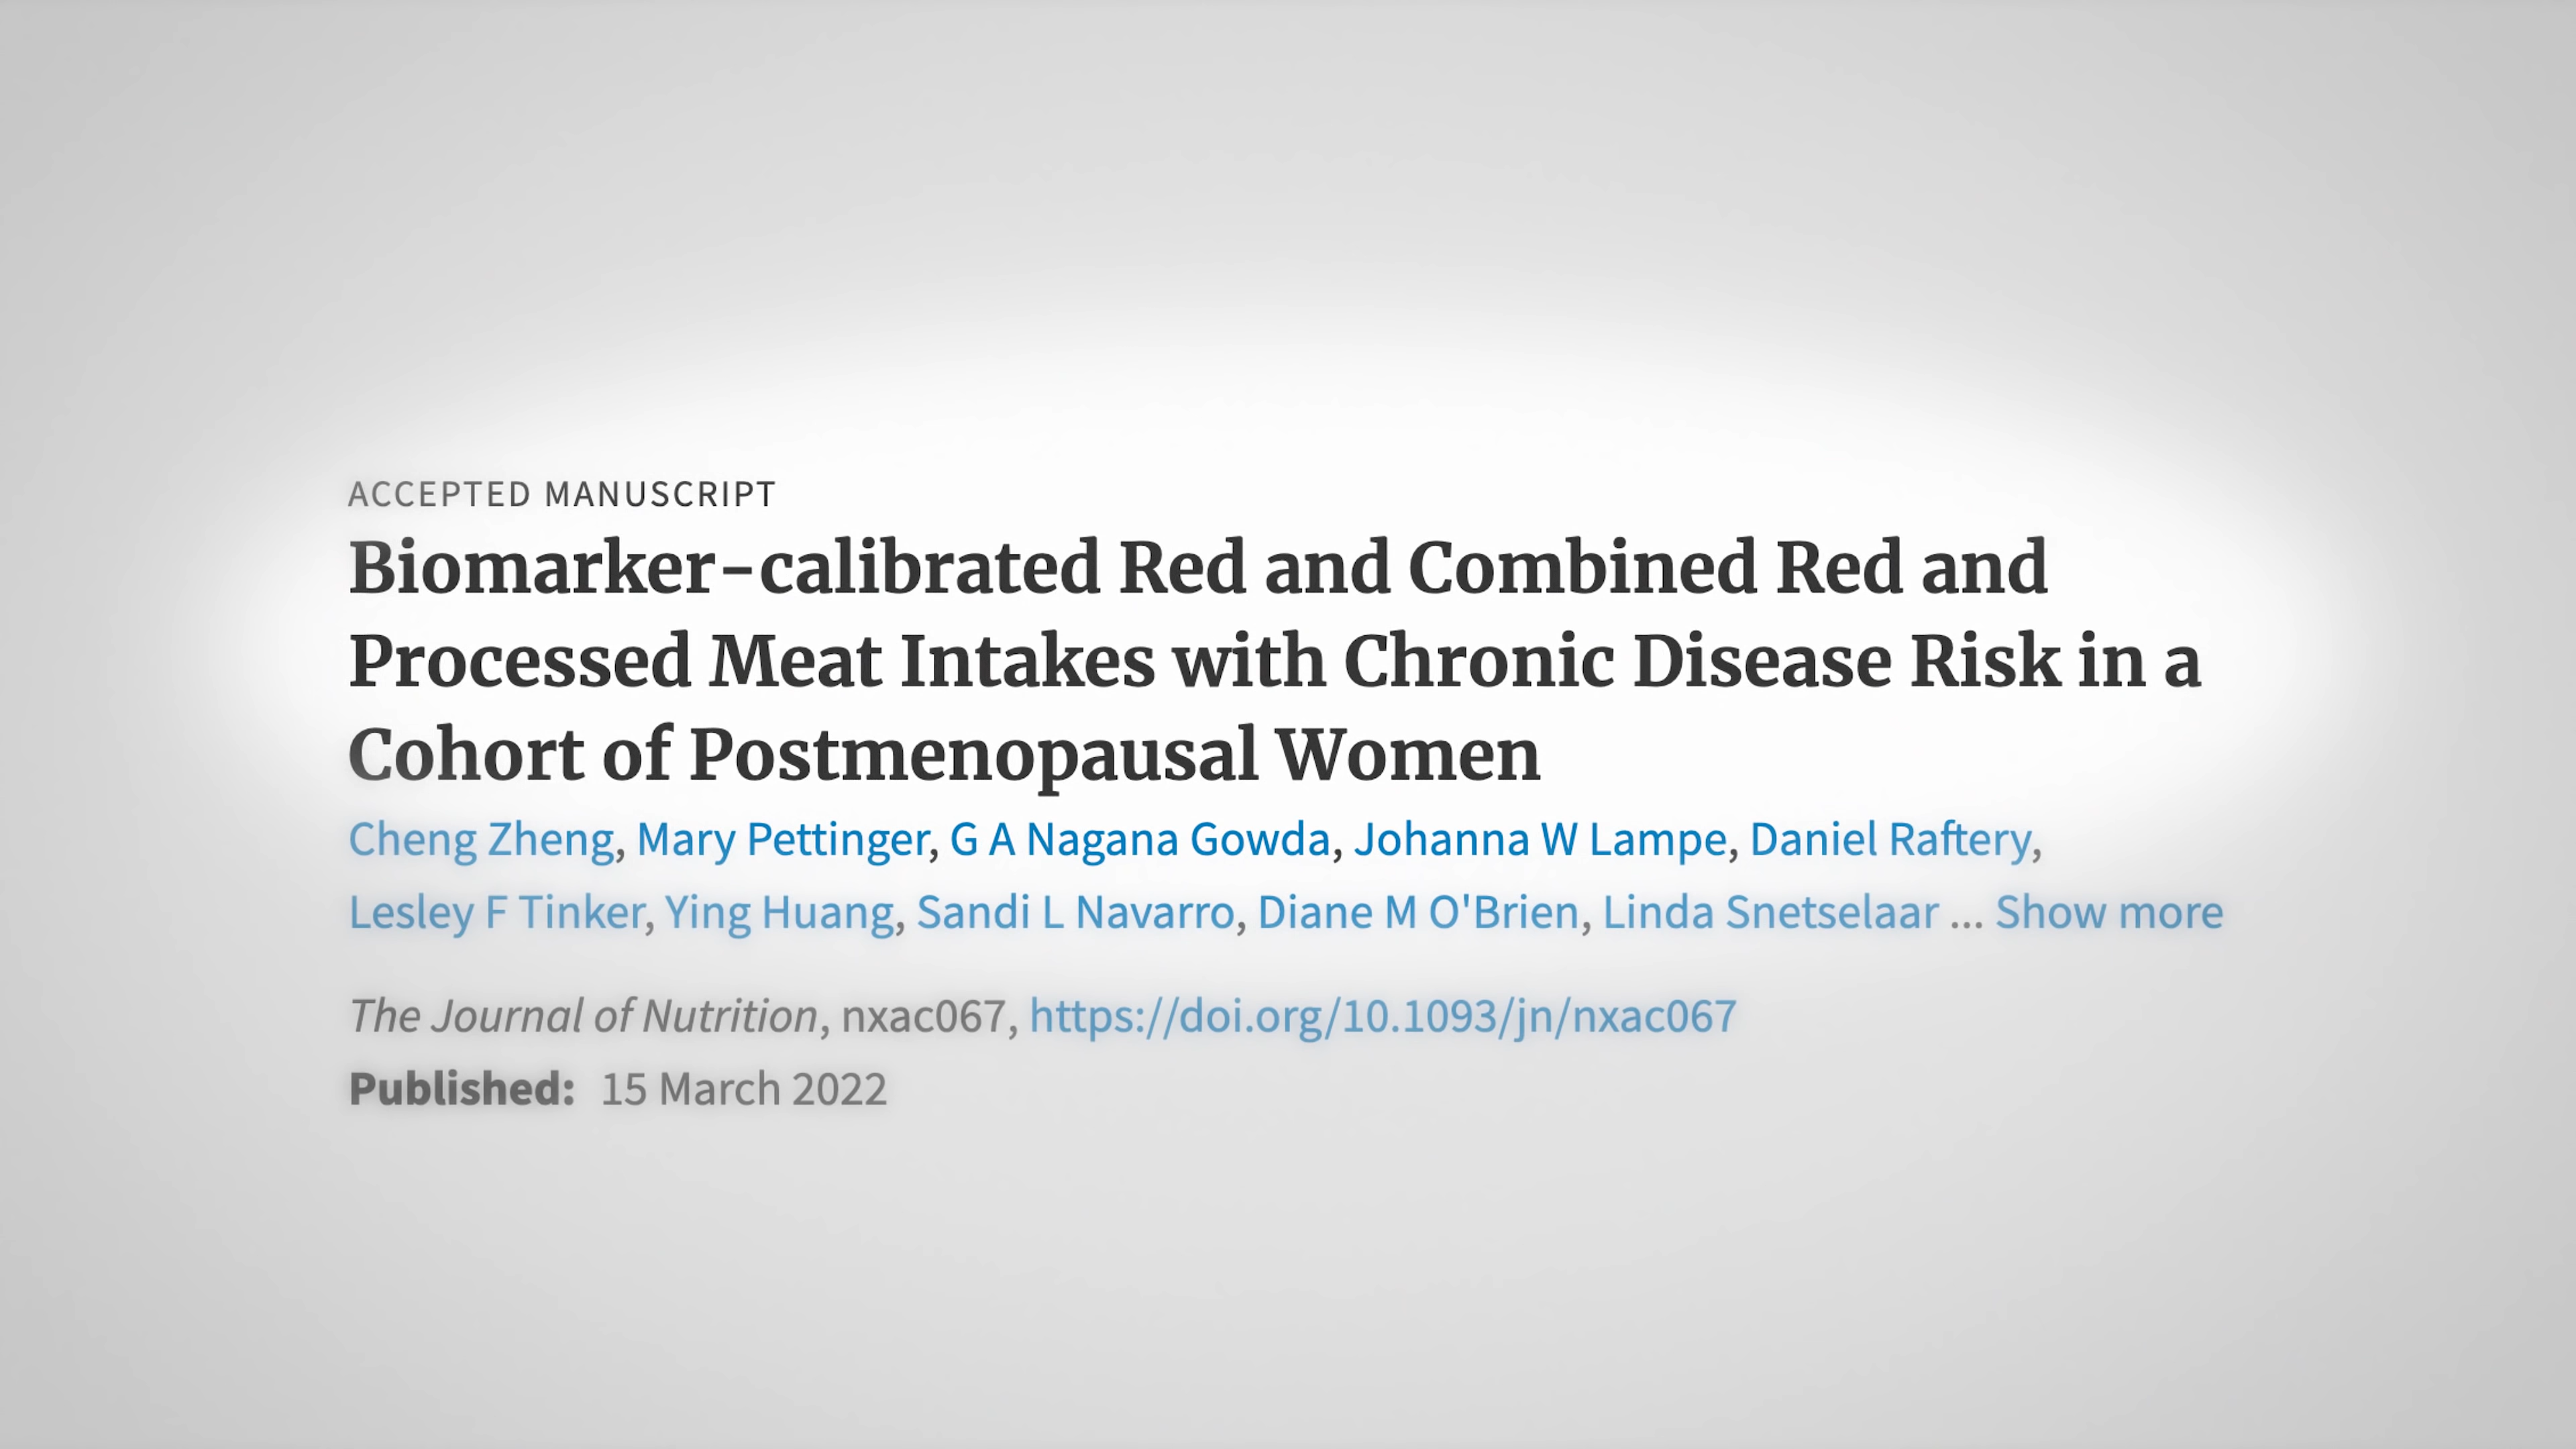 ACCEPTED MANUSCRIPT
Biomarker-calibrated Red and Combined Red and
Processed Meat Intakes with Chronic Disease Risk in a
Cohort of Postmenopausal Women
Cheng Zheng, Mary Pettinger, G A Nagana Gowda, Johanna W Lampe, Daniel Raftery,
Lesley F Tinker, Ying Huang, Sandi L Navarro, Diane M O'Brien, Linda Snetselaar ... Show more
The Journal of Nutrition, nxac067, https://doi.org/10.1093/jn/nxac067
Published: 15 March 2022